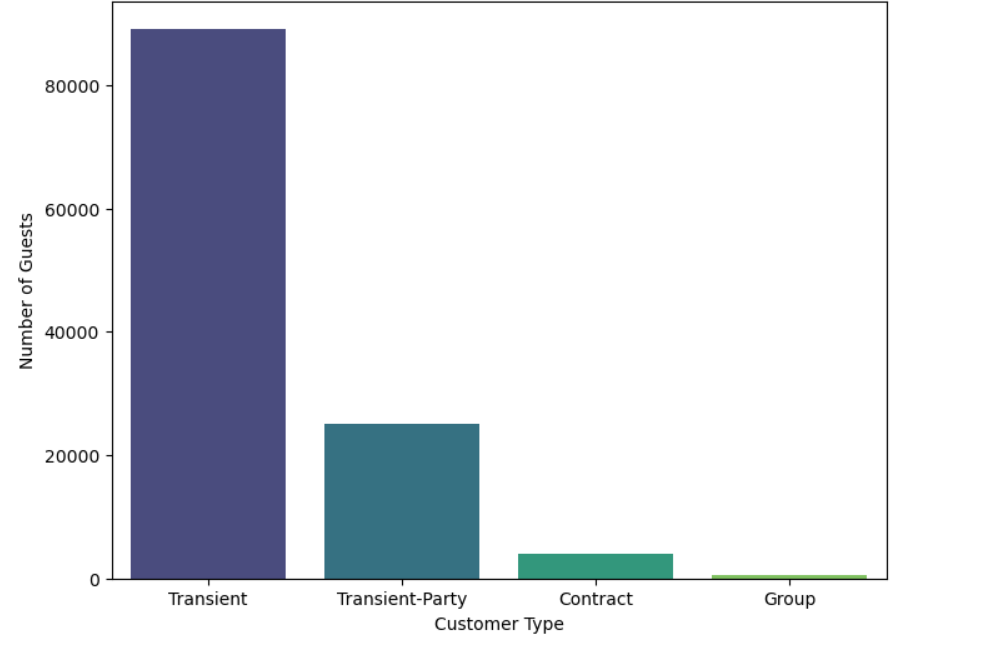 80000
60000
40000
20000
0
Number of Guests
Transient
Transient-Party
Contract
Group
Customer Type